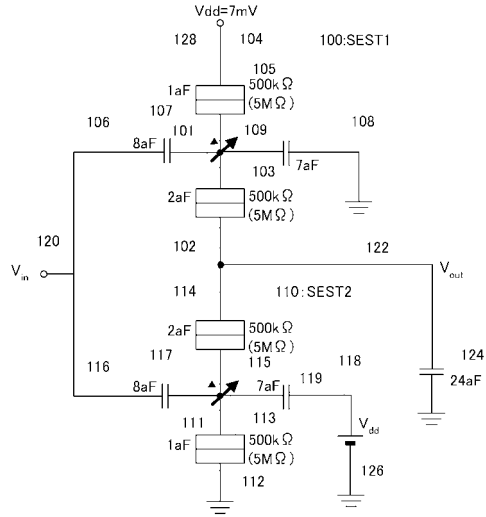 Vdd=7mV
128 104 100:SEST1
105
1aF 500kΩ
(5MΩ)
106 107 108
101 109
8aF 7aF
103
2aF 500kΩ
(5MΩ)
120 102 122
Vin Vout
114 110:SEST2
2aF 500kΩ
(5MΩ)
116 117 115 118 124
8aF 7aF 119 24aF
111 113 Vdd
1aF 500kΩ
(5MΩ) 126
112